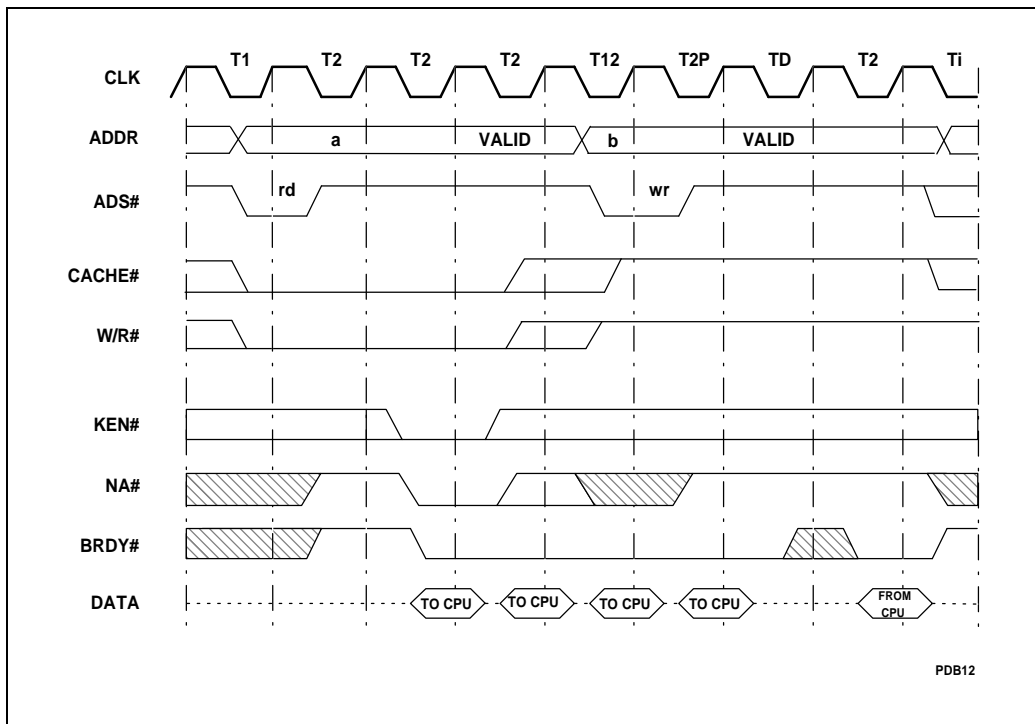 T1 T2 T2 T2 T12 T2P TD T2 Ti
CLK
ADDR a VALID b VALID
ADS# rd wr
CACHE#
W/R#
KEN#
NA#
BRDY#
DATA TO CPU TO CPU TO CPU TO CPU FROM CPU
PDB12